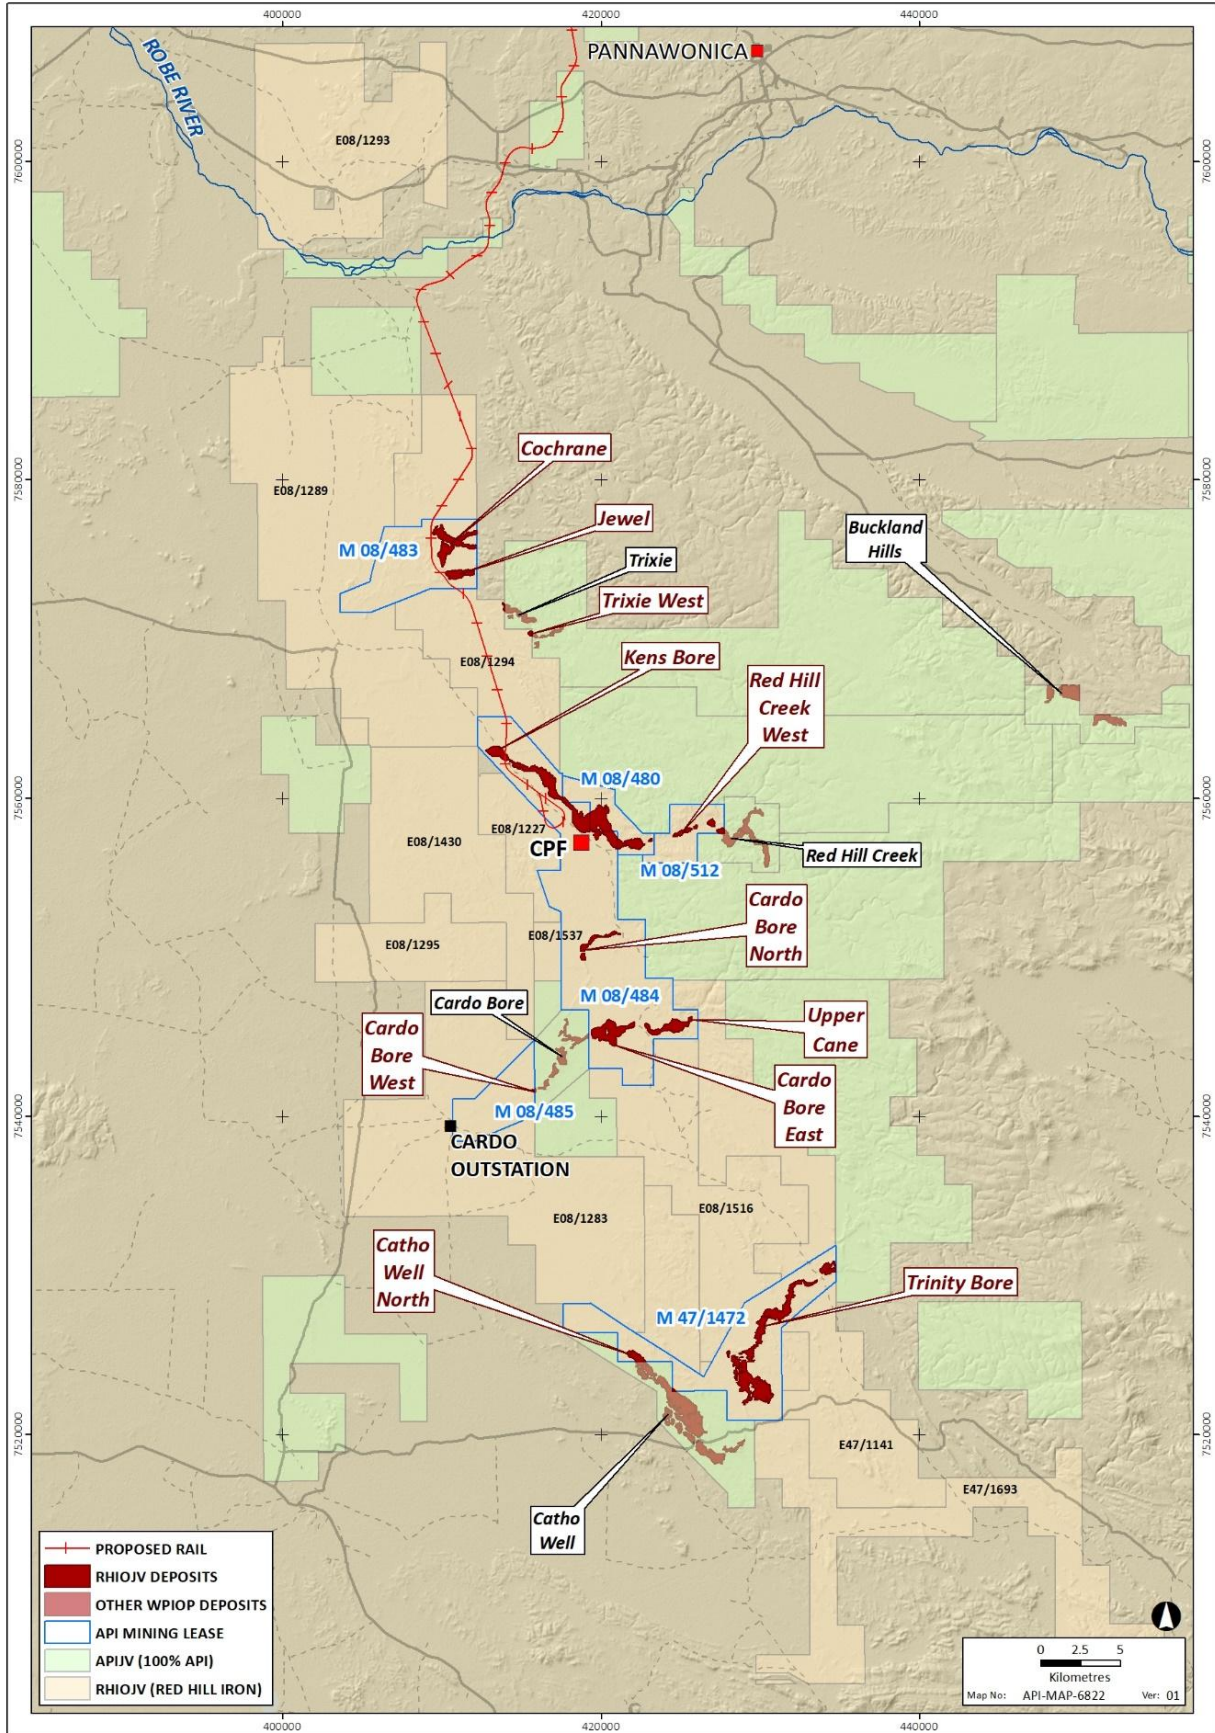 400000
420000
440000
PANNAWONICA
ROBE RIVER
E08/1293
7600000
7600000
Cochrane
7580000
7580000
E08/1289
Jewel
Buckland
Hills
M 08/483
Trixie
Trixie West
E08/1294
Kens Bore
Red Hill
Creek
West
M 08/480
7560000
7560000
E08/1227
E08/1430
CPF
Red Hill Creek
M 08/512
Cardo
Bore
North
E08/1537
E08/1295
M 08/484
Cardo Bore
Upper
Cane
Cardo
Bore
West
Cardo
Bore
East
M 08/485
7540000
7540000
CARDO
OUTSTATION
E08/1516
E08/1283
Catho
Well
North
Trinity Bore
M 47/1472
7520000
7520000
E47/1141
E47/1693
Catho
Well
PROPOSED RAIL
RHIOJV DEPOSITS
OTHER WPIOP DEPOSITS
API MINING LEASE
APIJV (100% API)
RHIOJV (RED HILL IRON)
0 2.5 5
Kilometres
Map No: API-MAP-6822 Ver: 01
400000
420000
440000